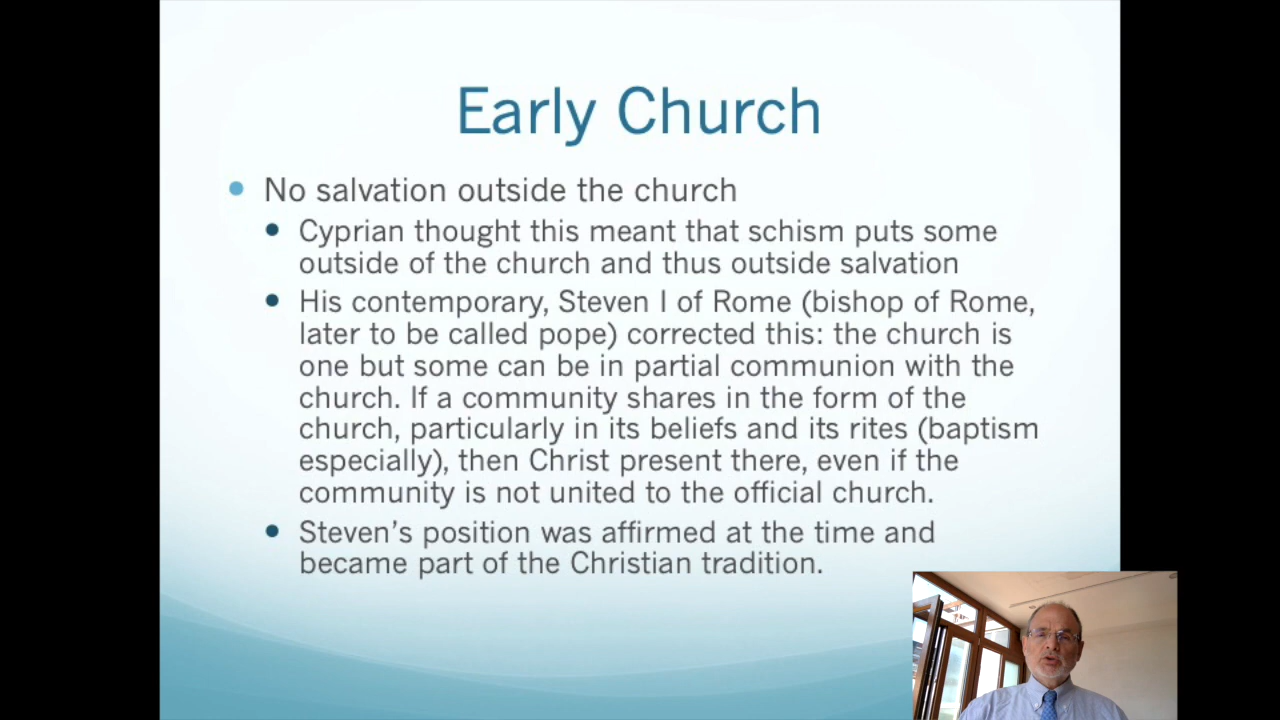 Early Church
No salvation outside the church
Cyprian thought this meant that schism puts some
outside of the church and thus outside salvation
His contemporary, Steven I of Rome (bishop of Rome,
later to be called pope) corrected this: the church is
one but some can be in partial communion with the
church. If a community shares in the form of the
church, particularly in its beliefs and its rites (baptism
especially), then Christ present there, even if the
community is not united to the official church.
Steven’s position was affirmed at the time and
became part of the Christian tradition.